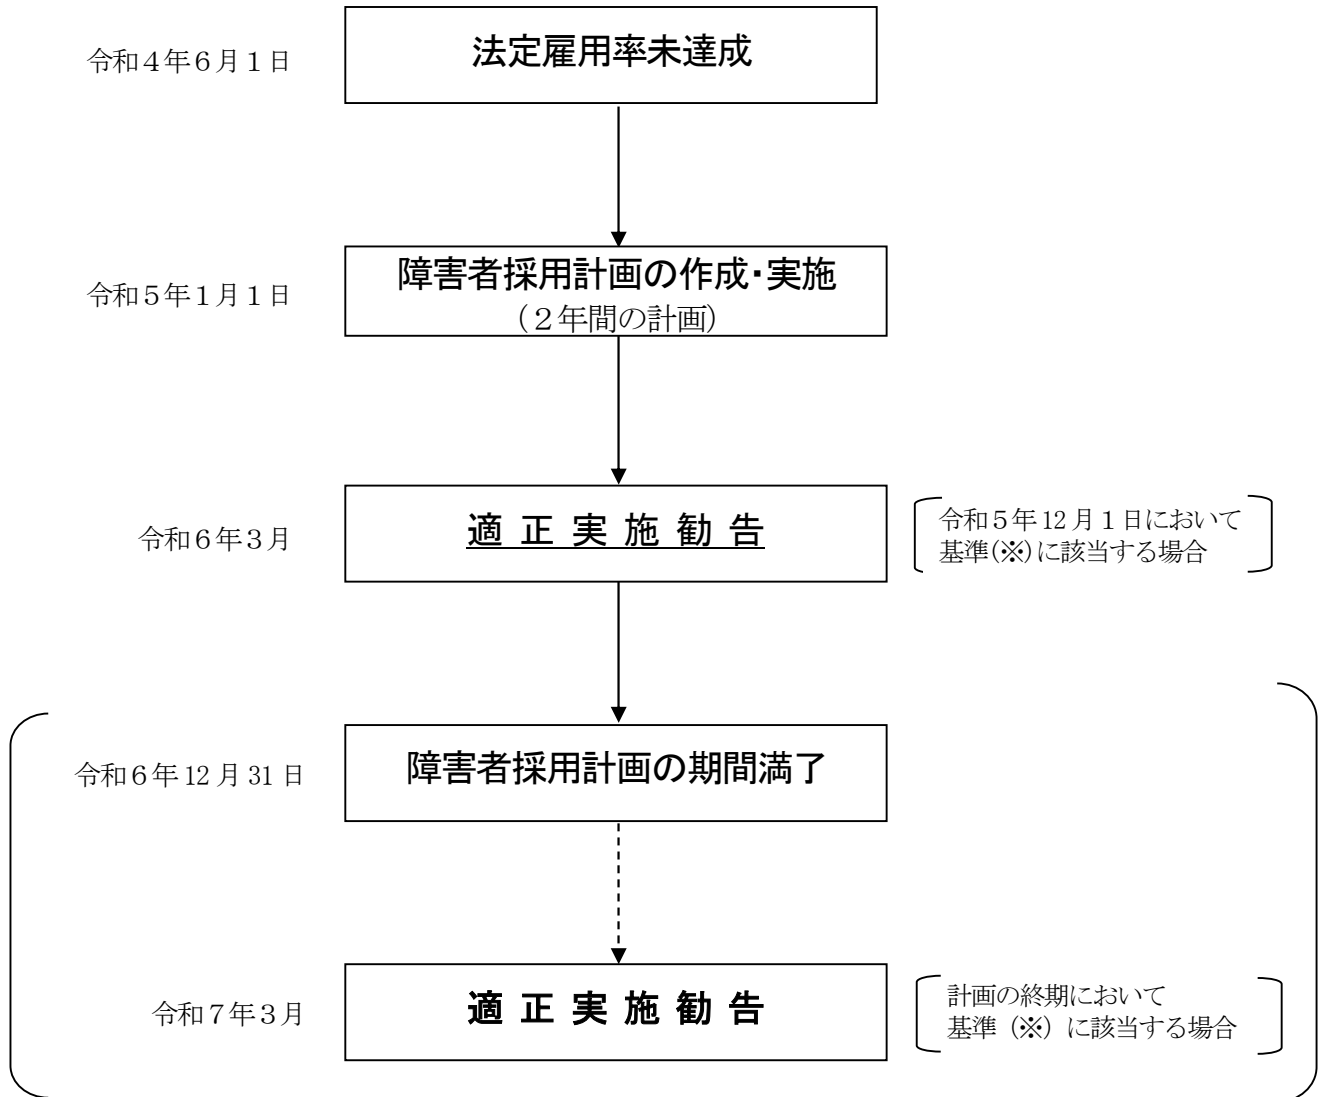 令和４年６月１日
法定雇用率未達成
令和５年１月１日
障害者採用計画の作成・実施
（２年間の計画）
令和６年３月
適 正 実 施 勧 告
令和５年12月１日において
基準(※)に該当する場合
令和６年12月31日
障害者採用計画の期間満了
令和７年３月
適 正 実 施 勧 告
計画の終期において
基準（※）に該当する場合